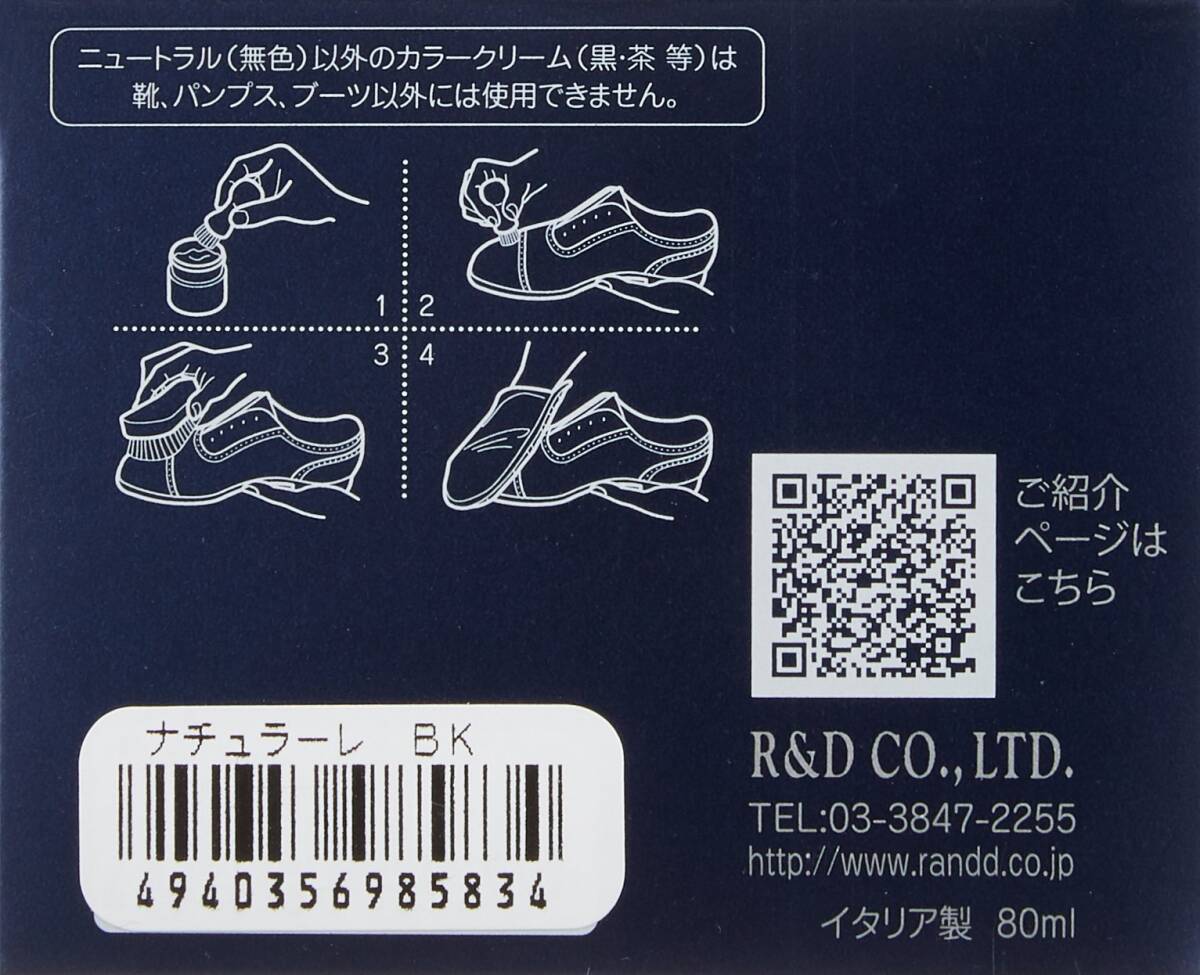 ニュートラル(無色)以外のカラークリーム(黒・茶 等)は
靴、パンプス、ブーツ以外には使用できません。
1
2
3
4
ご紹介
ページは
こちら
ナチュラーレ BK
4940356985834
R&D CO.,LTD.
TEL:03-3847-2255
http://www.randd.co.jp
イタリア製 80ml